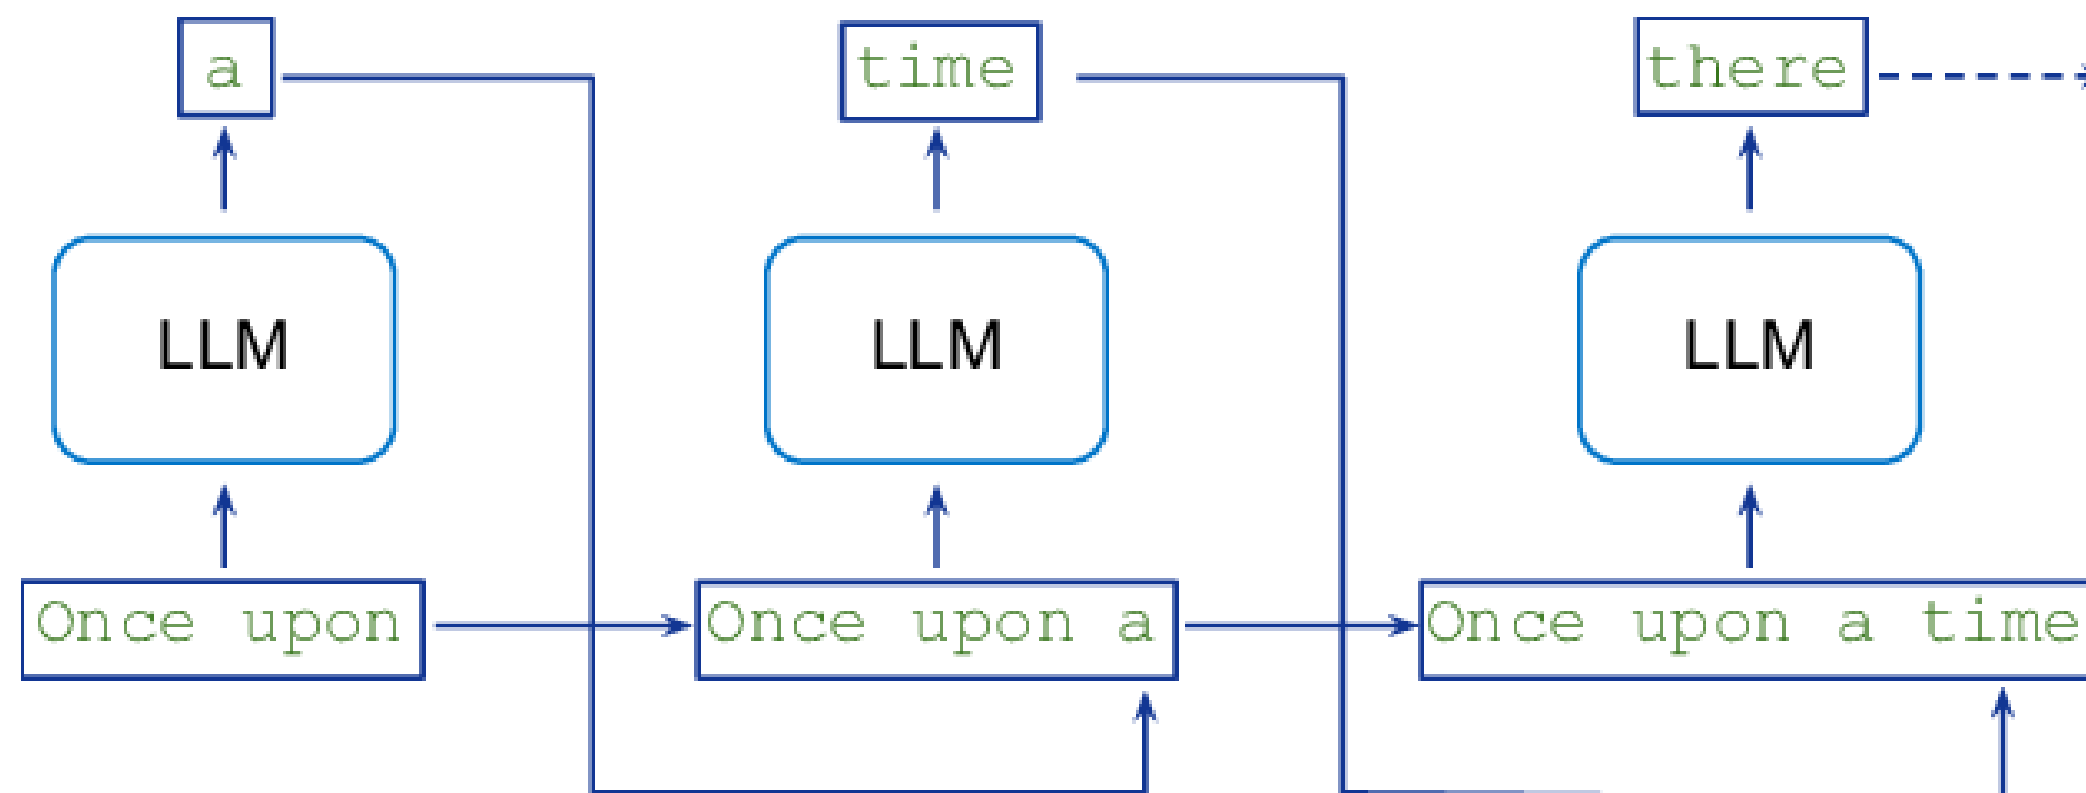 a
time
there
LLM
LLM
LLM
Once upon
Once upon a
Once upon a time